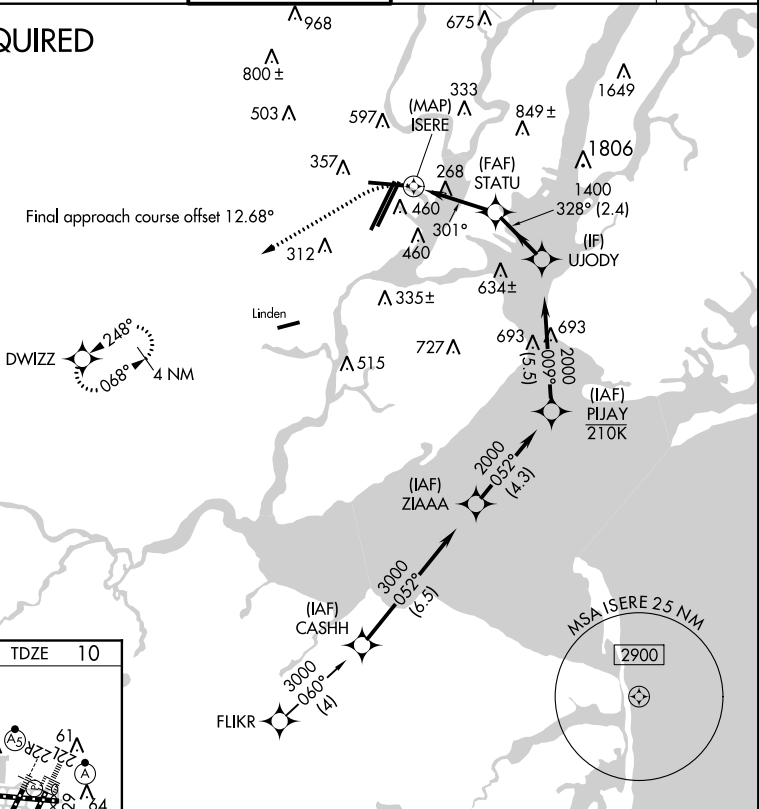 QUIRED
968
675
800 ±
1649
503
597
333
849±
(MAP)
ISERE
357
268
(FAF)
STATU
1806
1400
328° (2.4)
Final approach course offset 12.68°
460
301°
312
460
(IF)
UJODY
634±
335±
Linden
DWIZZ
248°
068°
4 NM
515
727
693
693
2000
009°
(5.5)
(IAF)
PIJAY
210K
2000
052°
(4.3)
(IAF)
ZIAAA
3000
052°
(6.5)
(IAF)
CASHH
3000
060°
(4)
FLIKR
MSA ISERE 25 NM
2900
TDZE 10
A5
22R
22L
61
A
P
29
64